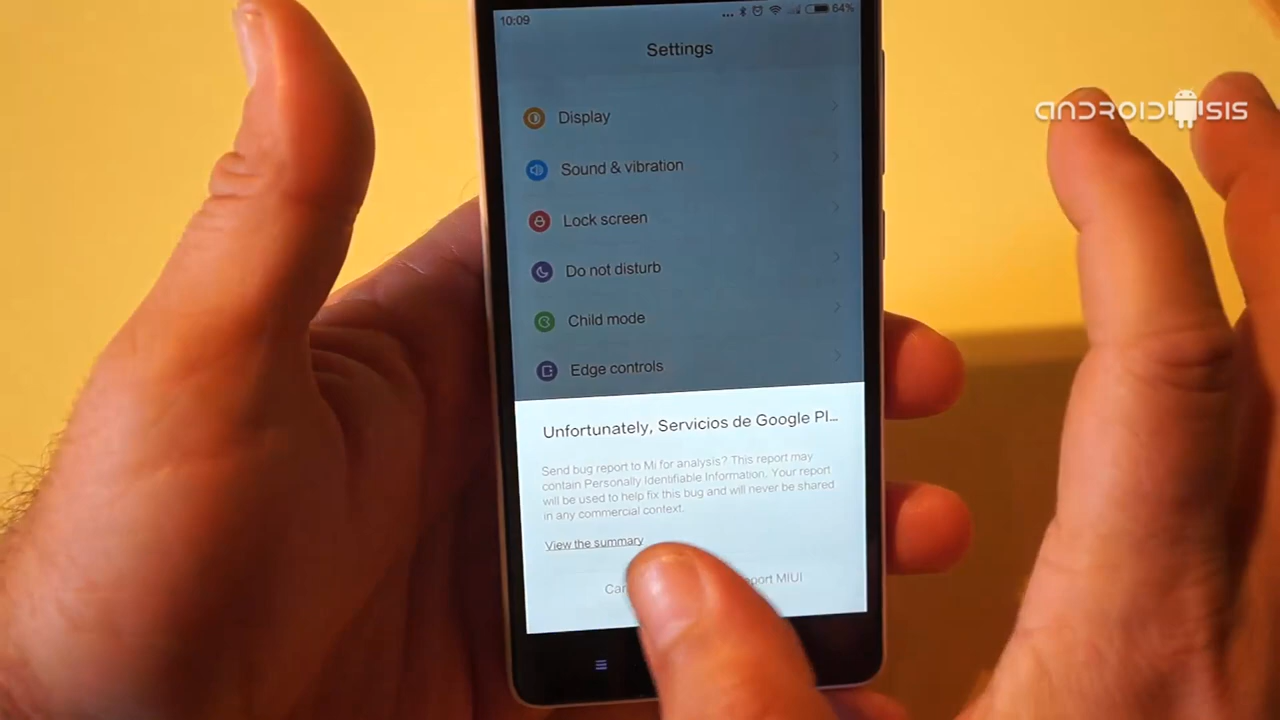 10:09
64%
Settings
ANDROIDSIS
Display
Sound & vibration
Lock screen
Do not disturb
Child mode
Edge controls
Unfortunately, Servicios de Google Pl...
Send bug report to Mi for analysis? This report may
contain Personally Identifiable Information. Your report
will be used to help fix this bug and will never be shared
in any commercial context.
View the summary
MIUI